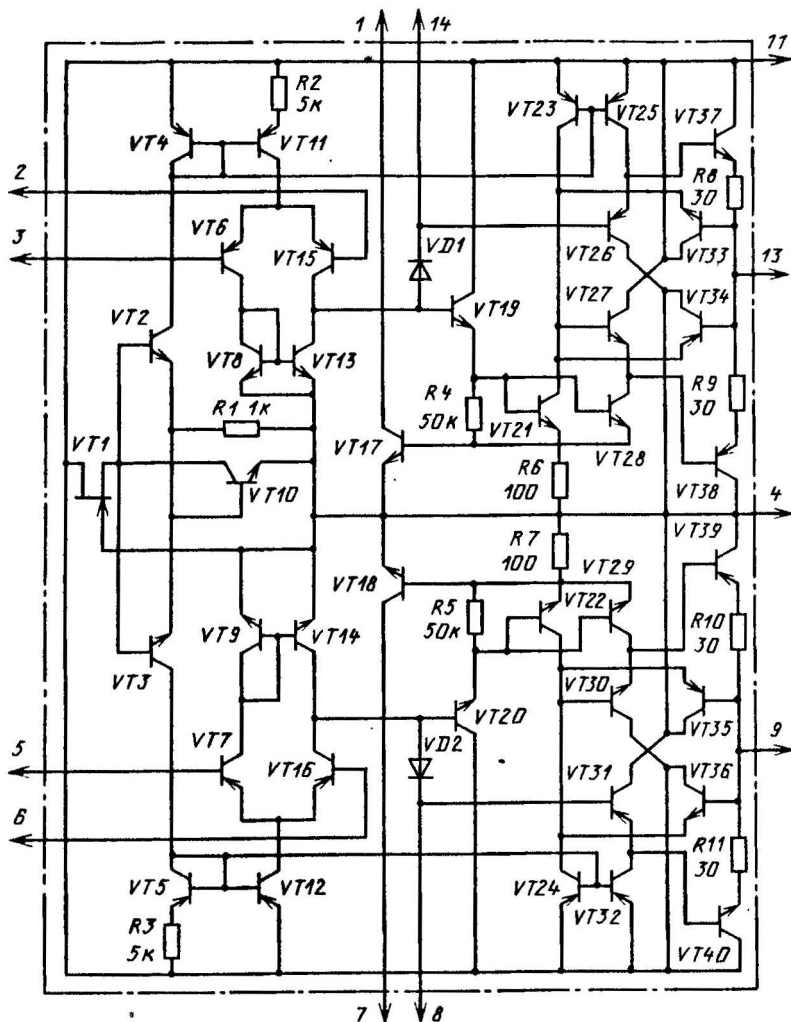 1
14
11
R2
5к
VT4
VT11
VT23
VT25
VT37
2
R8
30
3
VT6
VT15
VD1
VT26
VT33
13
VT2
VT27
VT34
VT19
VT8
VT13
R1 1к
R4
50к
R9
30
VT21
VT28
VT1
VT10
VT17
R6
100
VT38
4
VT39
R7
100
VT29
VT18
VT22
R5
50к
R10
30
VT9
VT14
VT3
VT30
VT35
VT20
9
VT7
VT16
VD2
VT31
VT36
5
6
R11
30
VT5
VT12
VT24
VT32
R3
5к
VT40
7
8